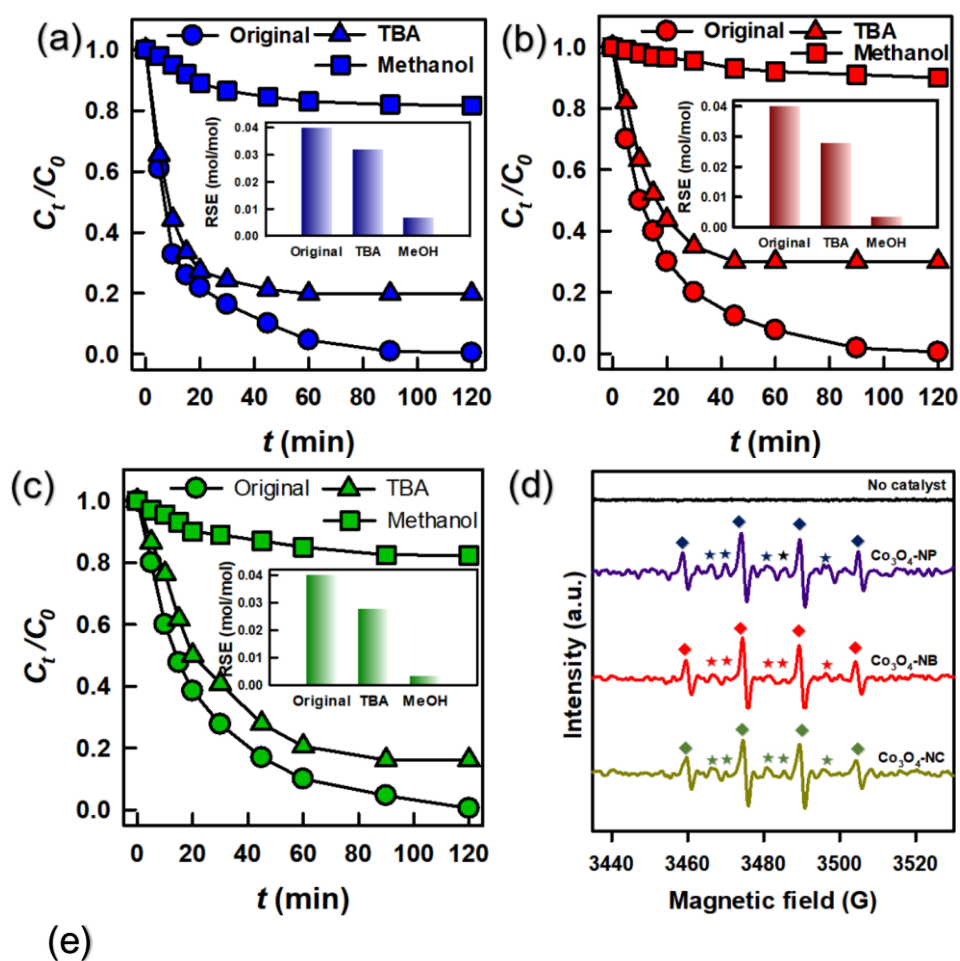 (a)
Original
TBA
Methanol
1.0
0.8
0.6
0.4
0.2
0.0
C_t/C_0
0.04
0.03
0.02
0.01
0.00
RSE (mol/mol)
Original TBA MeOH
0 20 40 60 80 100 120
t (min)
(b)
Original
TBA
Methanol
1.0
0.8
0.6
0.4
0.2
0.0
C_t/C_0
0.04
0.03
0.02
0.01
0.00
RSE (mol/mol)
Original TBA MeOH
0 20 40 60 80 100 120
t (min)
(c)
Original
TBA
Methanol
1.0
0.8
0.6
0.4
0.2
0.0
C_t/C_0
0.04
0.03
0.02
0.01
0.00
RSE (mol/mol)
Original TBA MeOH
0 20 40 60 80 100 120
t (min)
(d)
No catalyst
Co₃O₄-NP
Co₃O₄-NB
Co₃O₄-NC
Intensity (a.u.)
3440 3460 3480 3500 3520
Magnetic field (G)
(e)